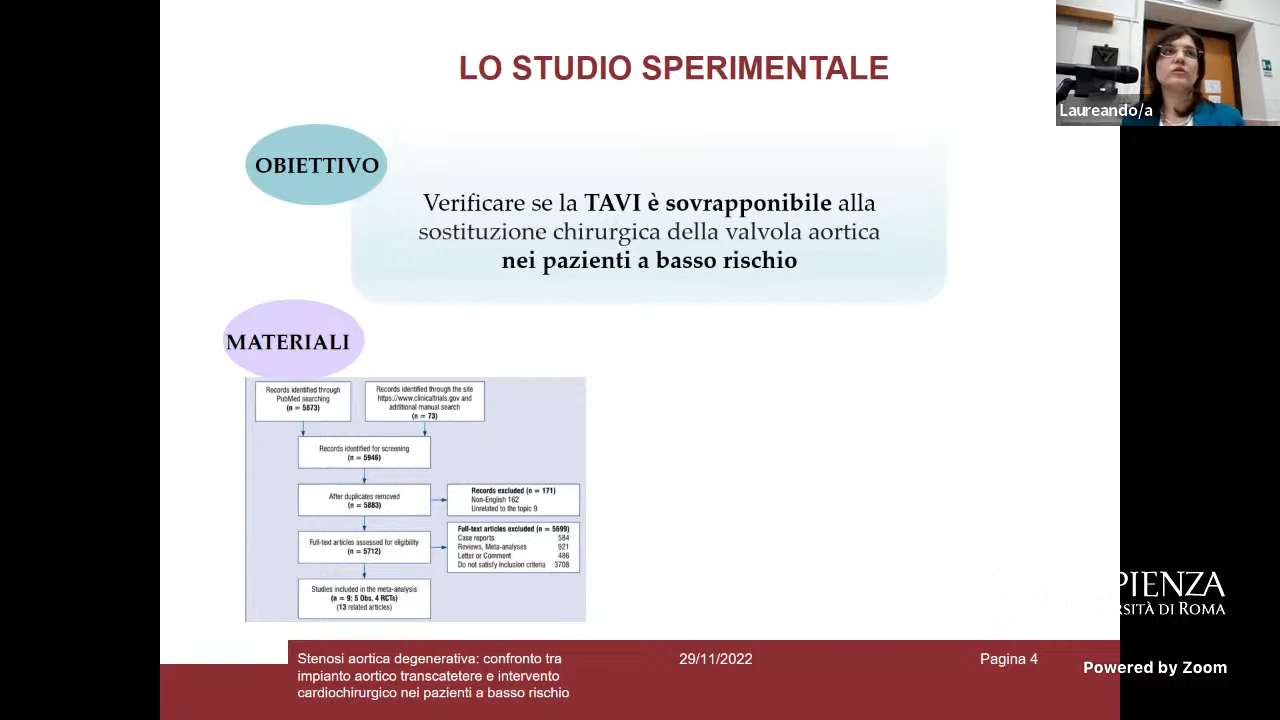 LO STUDIO SPERIMENTALE
Laureando/a
OBIETTIVO
Verificare se la TAVI è sovrapponibile alla
sostituzione chirurgica della valvola aortica
nei pazienti a basso rischio
MATERIALI
Records identified through
PubMed searching
(n = 5873)
Records identified through the site
https://www.clinicaltrials.gov and
additional manual search
(n = 73)
Records identified for screening
(n = 5946)
After duplicates removed
(n = 5883)
Records excluded (n = 171)
Non-English 162
Unrelated to the topic 9
Full-text articles assessed for eligibility
(n = 5712)
Full-text articles excluded (n = 5699)
Case reports 584
Reviews, Meta-analyses 921
Letter or Comment 486
Do not satisfy inclusion criteria 3708
Studies included in the meta-analysis
(n = 9: 5 Obs, 4 RCTs)
(13 related articles)
PIENZA
RSITÀ DI ROMA
Stenosi aortica degenerativa: confronto tra
impianto aortico transcatetere e intervento
cardiochirurgico nei pazienti a basso rischio
29/11/2022
Pagina 4
Powered by Zoom